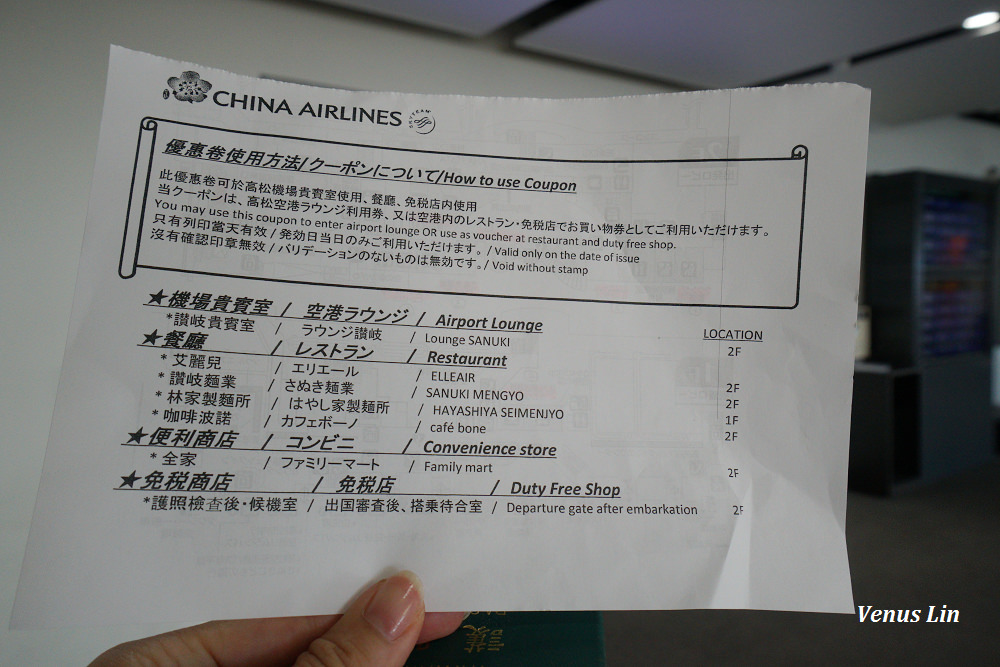 CHINA AIRLINES SKYTEAM
優惠卷使用方法/クーポンについて/How to use Coupon
此優惠卷可於高松機場貴賓室使用、餐廳、免税店内使用
当クーポンは、高松空港ラウンジ利用券、又は空港内のレストラン・免税店でお買い物券としてご利用いただけます。
You may use this coupon to enter airport lounge OR use as voucher at restaurant and duty free shop.
只有列印當天有効 / 発効日当日のみご利用いただけます。 / Valid only on the date of issue
沒有確認印章無效 / バリデーションのないものは無効です。/ Void without stamp
LOCATION
★機場貴賓室 / 空港ラウンジ / Airport Lounge
*讃岐貴賓室 / ラウンジ讃岐 / Lounge SANUKI 2F
★餐廳 / レストラン / Restaurant
* 艾麗兒 / エリエール / ELLEAIR 2F
* 讃岐麵業 / さぬき麺業 / SANUKI MENGYO 2F
* 林家製麵所 / はやし家製麺所 / HAYASHIYA SEIMENJYO 1F
* 咖啡波諾 / カフェボーノ / café bone 2F
★便利商店 / コンビニ / Convenience store
* 全家 / ファミリーマート / Family mart 2F
★免税商店 / 免税店 / Duty Free Shop
*護照檢查後・候機室 / 出国審査後、搭乗待合室 / Departure gate after embarkation 2F
Venus Lin